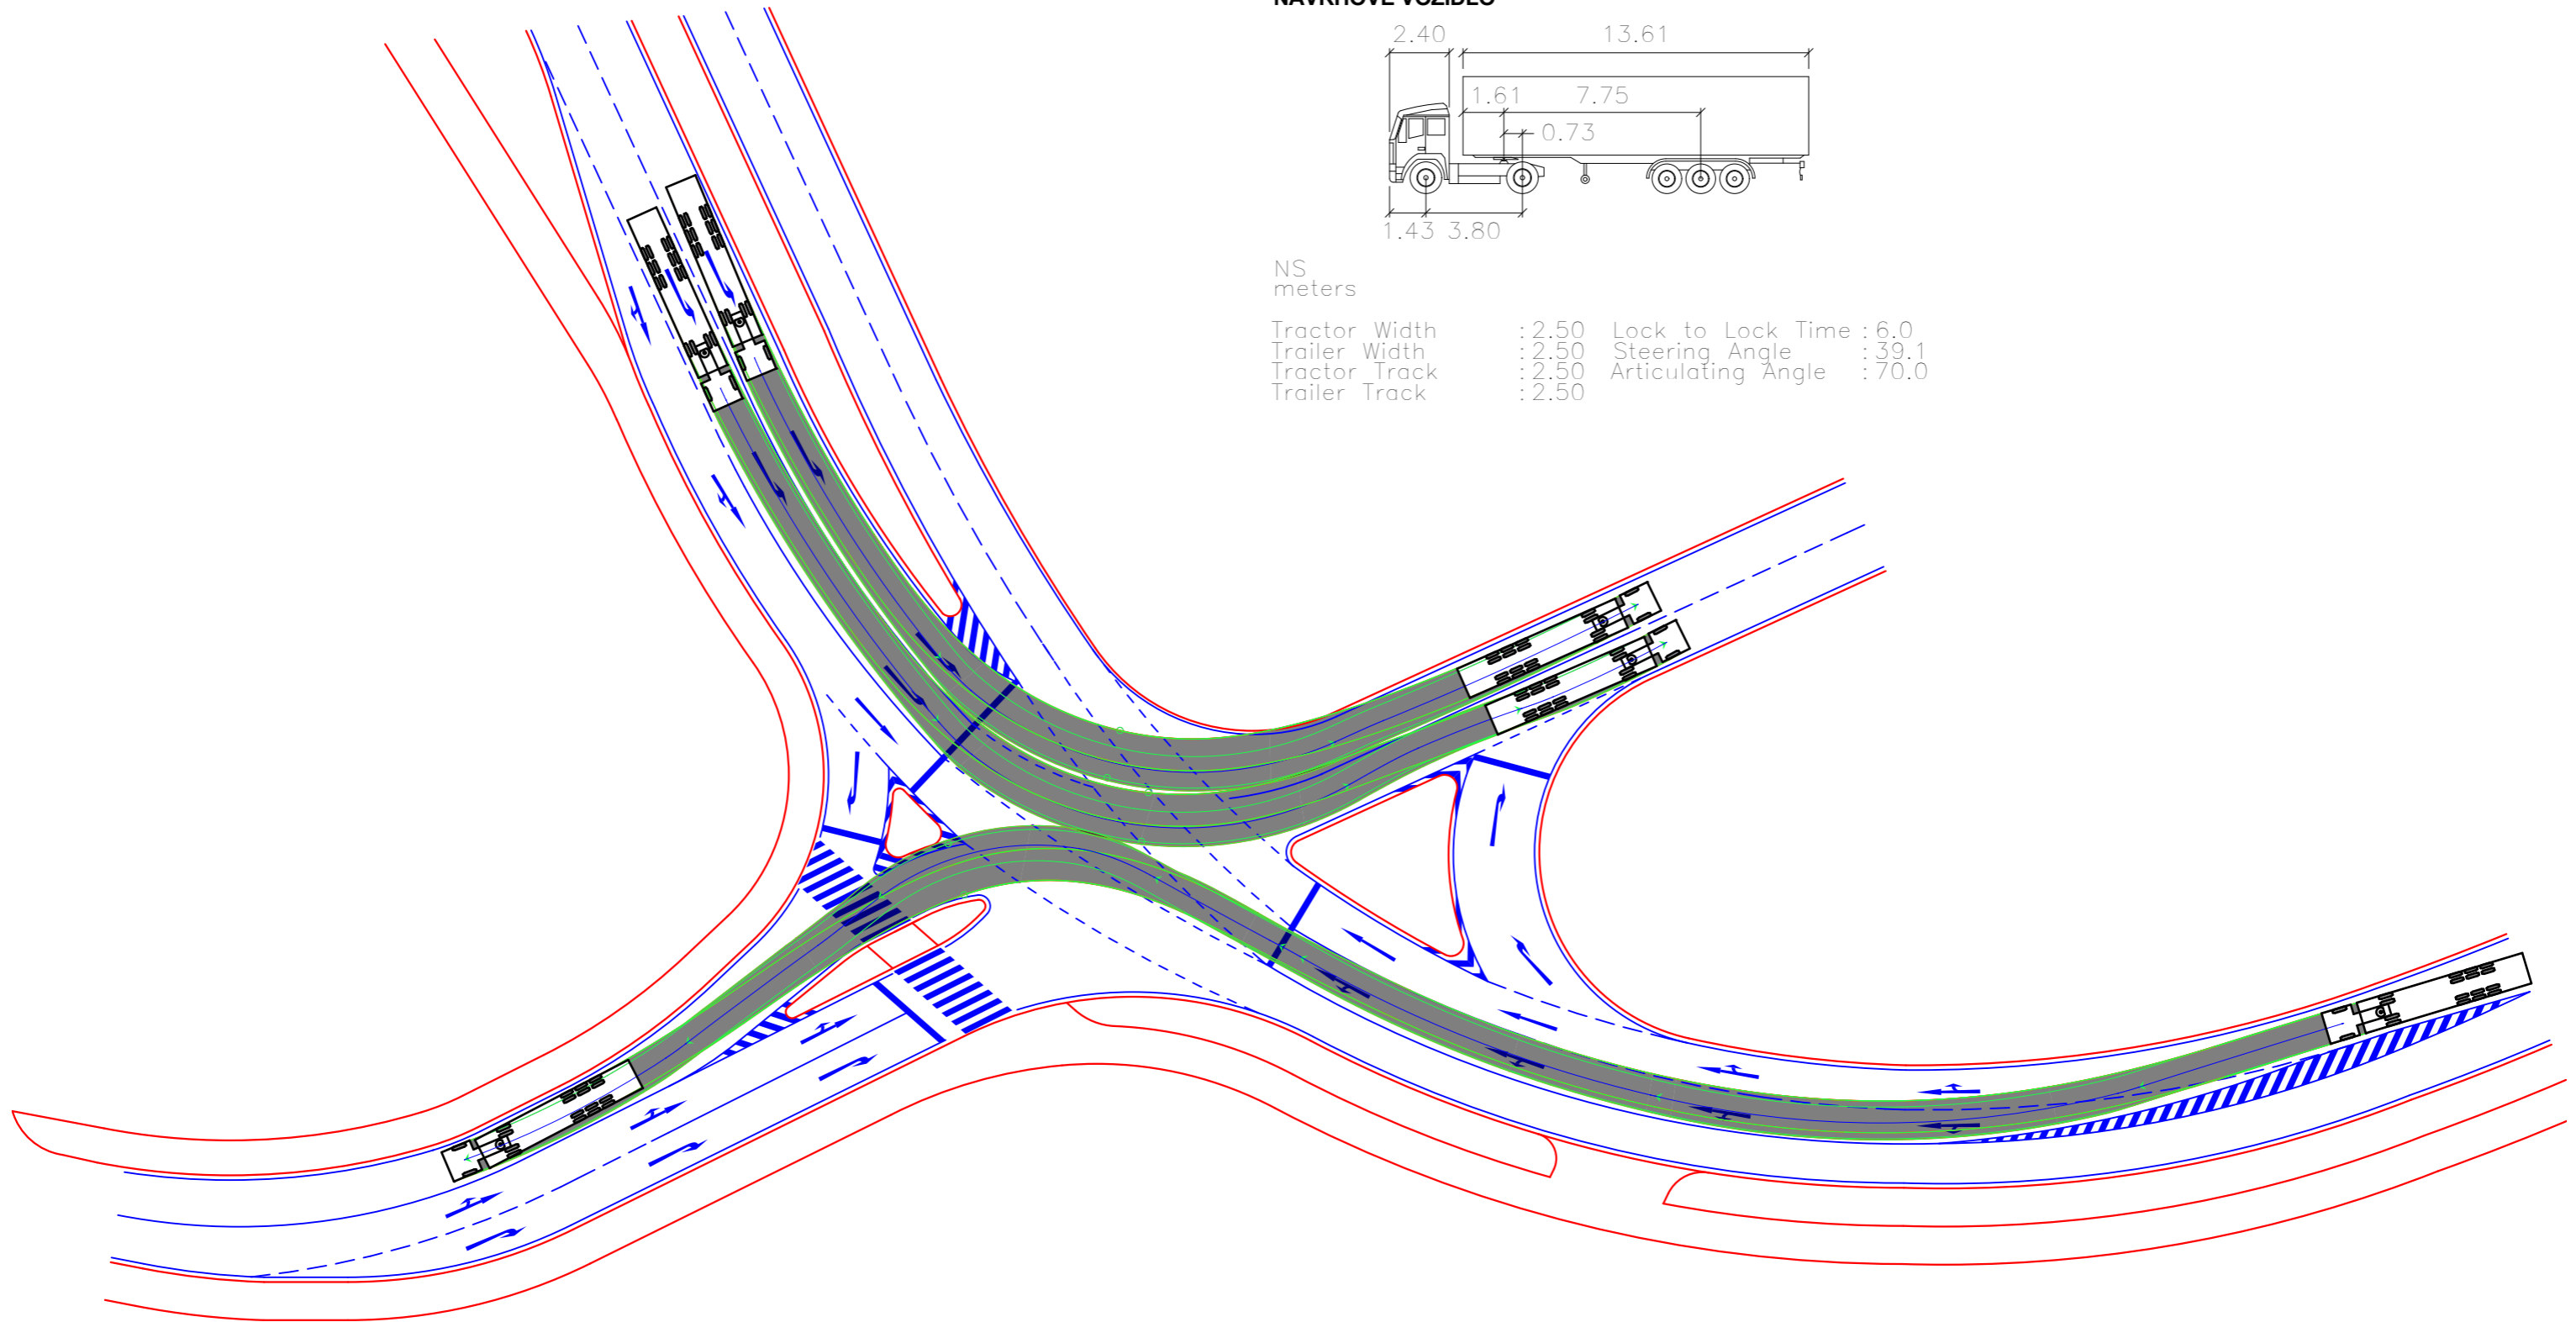 NÁVRHOVÉ VOZIDLO
2.40 13.61
1.61 7.75
0.73
1.43 3.80
NS
meters
Tractor Width : 2.50 Lock to Lock Time : 6.0
Trailer Width : 2.50 Steering Angle : 39.1
Tractor Track : 2.50 Articulating Angle : 70.0
Trailer Track : 2.50